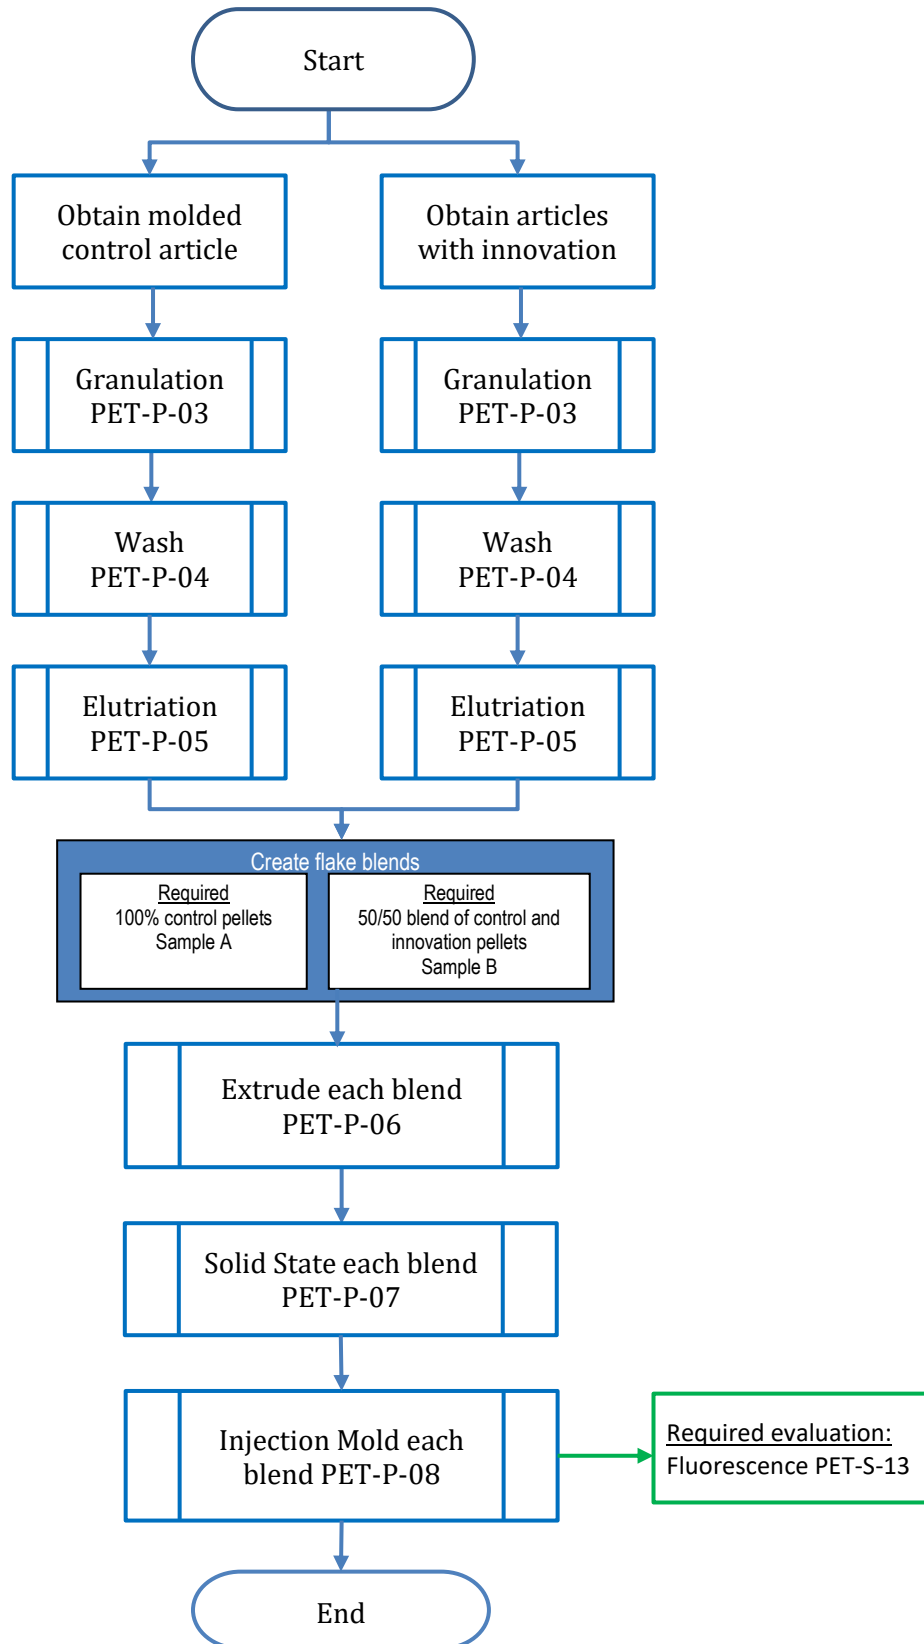 Start
Obtain molded
control article
Obtain articles
with innovation
Granulation
PET-P-03
Granulation
PET-P-03
Wash
PET-P-04
Wash
PET-P-04
Elutriation
PET-P-05
Elutriation
PET-P-05
Create flake blends
Required
100% control pellets
Sample A
Required
50/50 blend of control and
innovation pellets
Sample B
Extrude each blend
PET-P-06
Solid State each blend
PET-P-07
Injection Mold each
blend PET-P-08
Required evaluation:
Fluorescence PET-S-13
End